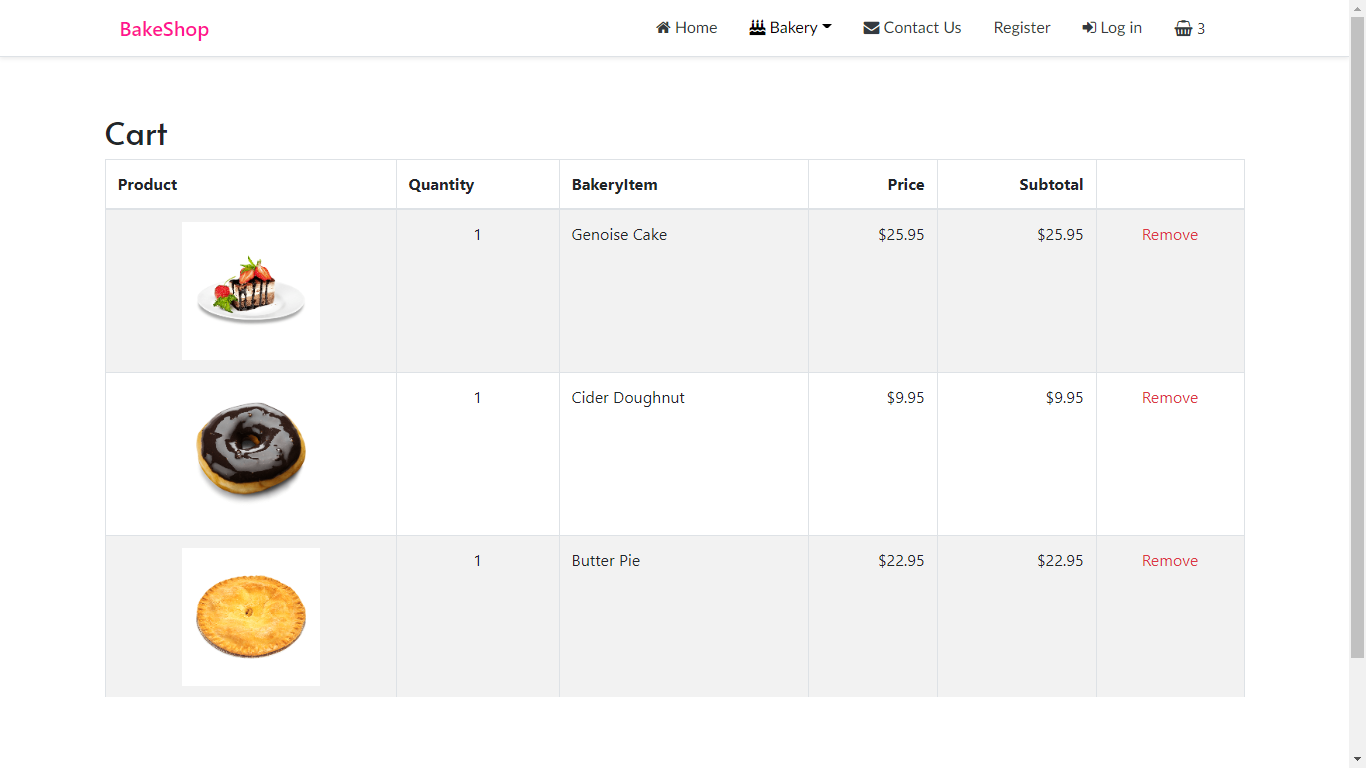 BakeShop Home Bakery Contact Us Register Log in 3
Cart
Product Quantity BakeryItem Price Subtotal
1 Genoise Cake $25.95 $25.95 Remove
1 Cider Doughnut $9.95 $9.95 Remove
1 Butter Pie $22.95 $22.95 Remove